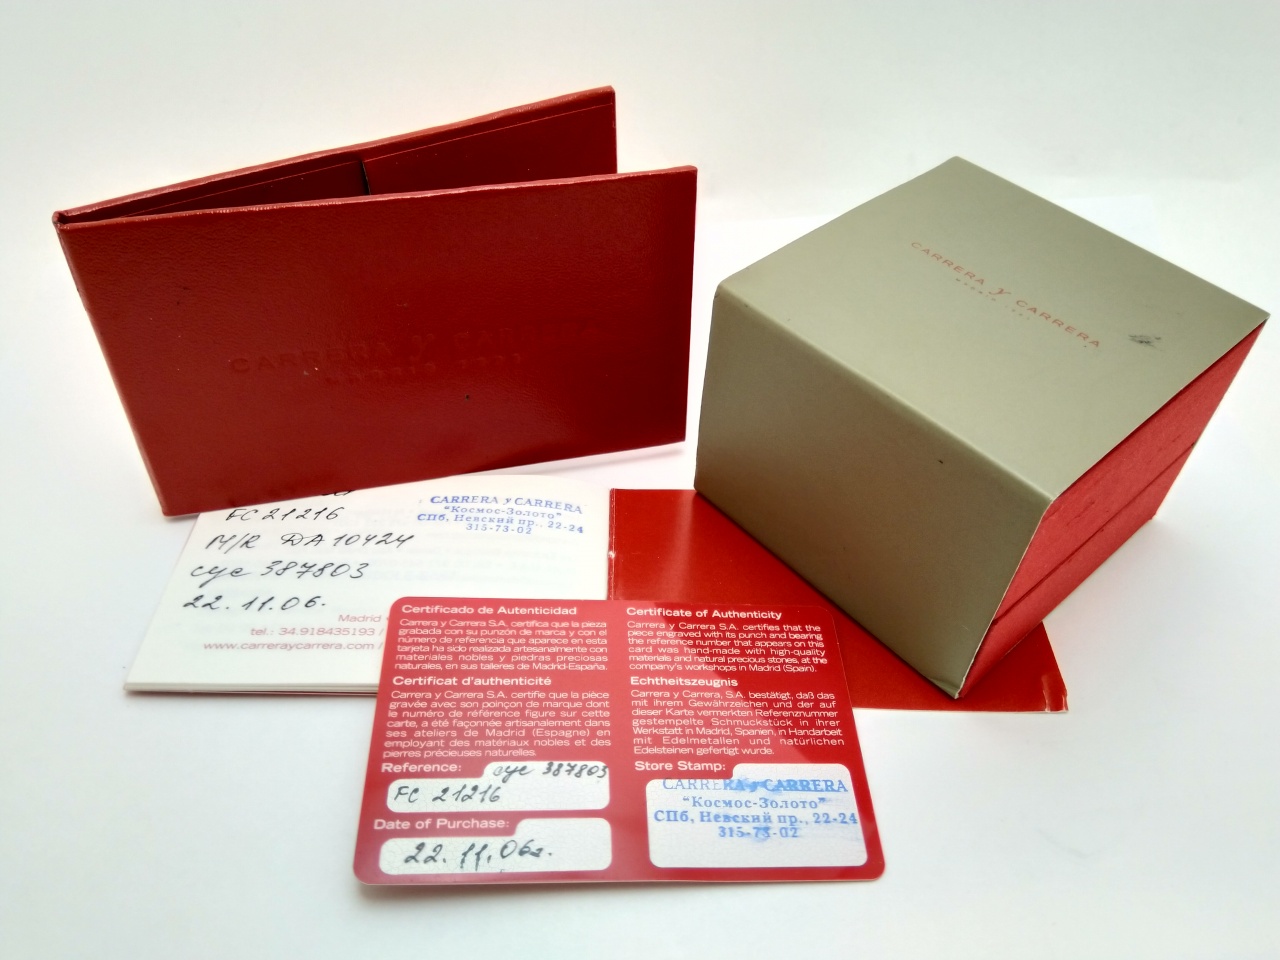 CARRERA y CARRERA
CARRERA y CARRERA
MADRID 1885
FC 21216
M/R DA10424
сус 387803
22.11.06.
CARRERA y CARRERA
"Космос-Золото"
СПб, Невский пр., 22-24
315-73-02
Madrid
tel.: 34.918435193 /
www.carreraycarrera.com /
Certificado de Autenticidad
Carrera y Carrera S.A. certifica que la pieza
grabada con su punzón de marca y con el
número de referencia que aparece en esta
tarjeta ha sido realizada artesanalmente con
materiales nobles y piedras preciosas
naturales, en sus talleres de Madrid-España.
Certificat d'authenticité
Carrera y Carrera S.A. certifie que la pièce
gravée avec son poinçon de marque dont
le numéro de référence figure sur cette
carte, a été façonnée artisanalement dans
ses ateliers de Madrid (Espagne) en
employant des matériaux nobles et des
pierres précieuses naturelles.
Reference: сус 387803
FC 21216
Date of Purchase:
22.11.06г.
Certificate of Authenticity
Carrera y Carrera S.A. certifies that the
piece engraved with its punch and bearing
the reference number that appears on this
card was hand-made with high-quality
materials and natural precious stones, at the
company's workshops in Madrid (Spain).
Echtheitszeugnis
Carrera y Carrera, S.A. bestätigt, daß das
mit ihrem Gewährzeichen und der auf
dieser Karte vermerkten Referenznummer
gestempelte Schmuckstück in ihrer
Werkstatt in Madrid, Spanien, in Handarbeit
mit Edelmetallen und natürlichen
Edelsteinen gefertigt wurde.
Store Stamp:
CARRERA y CARRERA
"Космос-Золото"
СПб, Невский пр., 22-24
315-73-02